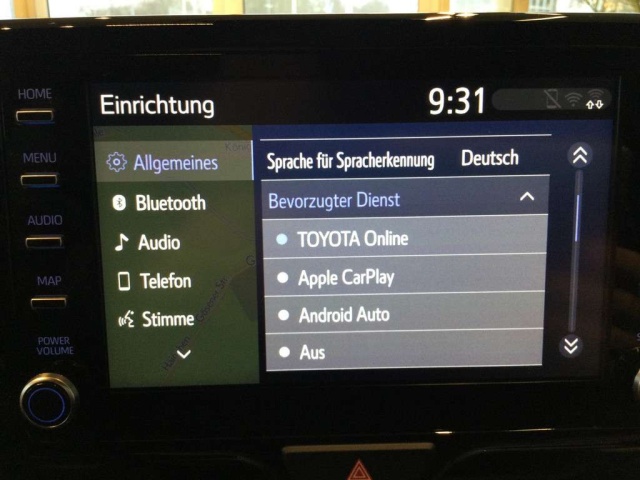 HOME
MENU
AUDIO
MAP
POWER
VOLUME
Einrichtung
9:31
Allgemeines
Bluetooth
Audio
Telefon
Stimme
Sprache für Spracherkennung Deutsch
Bevorzugter Dienst
TOYOTA Online
Apple CarPlay
Android Auto
Aus